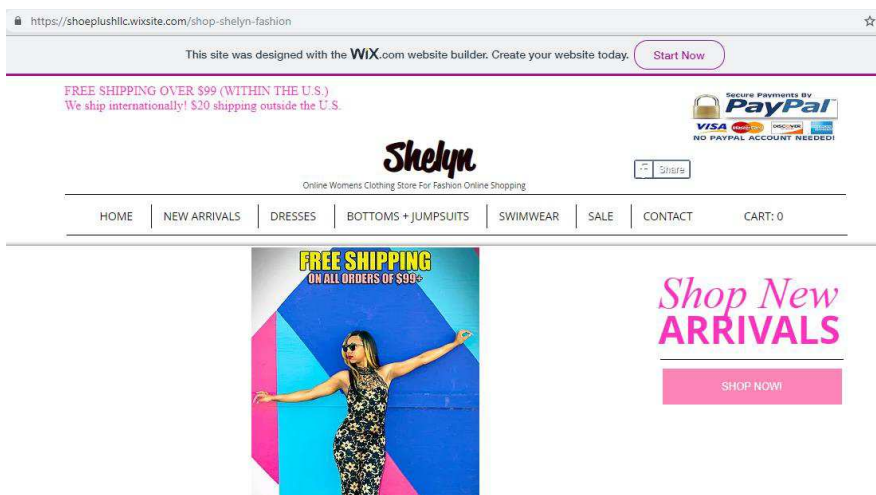 https://shoeplushllc.wixsite.com/shop-shelyn-fashion
This site was designed with the WiX.com website builder. Create your website today. Start Now
FREE SHIPPING OVER $99 (WITHIN THE U.S.)
We ship internationally! $20 shipping outside the U.S.
Secure Payments By
PayPal
VISA MasterCard DISCOVER
NO PAYPAL ACCOUNT NEEDED!
Shelyn
Share
Online Womens Clothing Store For Fashion Online Shopping
HOME NEW ARRIVALS DRESSES BOTTOMS + JUMPSUITS SWIMWEAR SALE CONTACT CART: 0
FREE SHIPPING
ON ALL ORDERS OF $99+
Shop New
ARRIVALS
SHOP NOW!